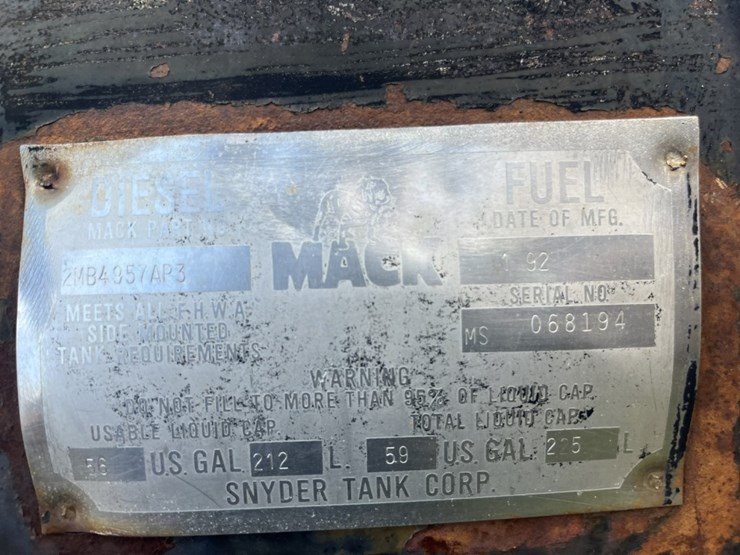 DIESEL FUEL
MACK PART NO.
DATE OF MFG.
MACK
2MB4957AP3
1 92
SERIAL NO.
MS 068194
MEETS ALL F.H.W.A.
SIDE MOUNTED
TANK REQUIREMENTS
WARNING
DO NOT FILL TO MORE THAN 95% OF LIQUID CAP.
USABLE LIQUID CAP. TOTAL LIQUID CAP.
56 U.S. GAL. 212 L. 59 U.S. GAL. 225 L.
SNYDER TANK CORP.